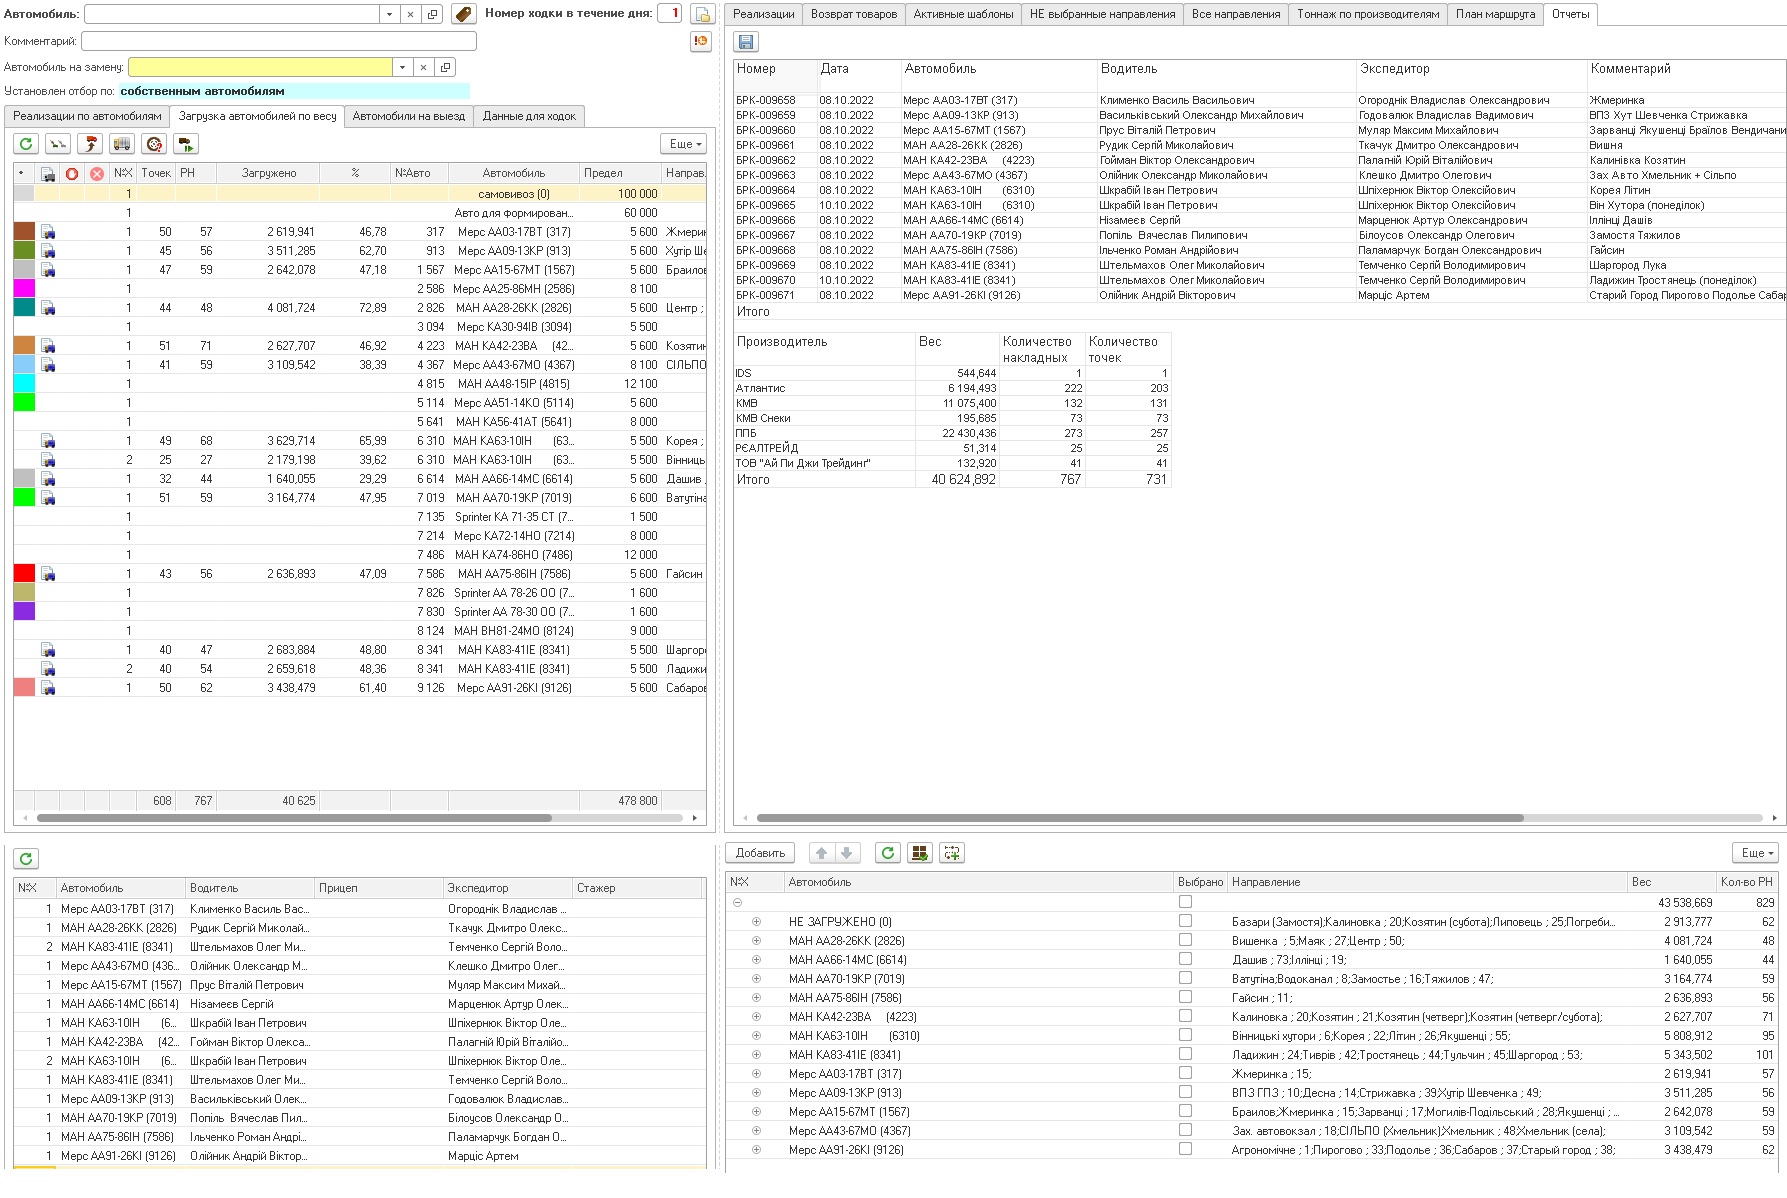 Автомобиль:
Номер ходки в течение дня: 1
Комментарий:
Автомобиль на замену:
Установлен отбор по: собственным автомобилям
Реализации по автомобилям Загрузка автомобилей по весу Автомобили на выезд Данные для ходок
Еще
N Точек РН Загружено % №Авто Автомобиль Предел Направ.
1 самовывоз (0) 100 000
1 Авто для формирован... 60 000
1 50 57 2 619,941 46,78 317 Мерс АА03-17ВТ (317) 5 600 Жмерин
1 45 56 3 511,285 62,70 913 Мерс АА09-13КР (913) 5 600 Хутір Ше
1 47 59 2 642,078 47,18 1 567 Мерс АА15-67МТ (1567) 5 600 Браилов
1 2 586 Мерс АА25-86МН (2586) 8 100
1 44 48 4 081,724 72,89 2 826 МАН АА28-26КК (2826) 5 600 Центр ;
1 3 094 Мерс КА30-94ІВ (3094) 5 500
1 51 71 2 627,707 46,92 4 223 МАН КА42-23ВА (42... 5 600 Козятин
1 41 59 3 109,542 38,39 4 367 Мерс АА43-67МО (4367) 8 100 СІЛЬПО
1 4 815 МАН АА48-15ІР (4815) 12 100
1 5 114 Мерс АА51-14КО (5114) 5 600
1 5 641 МАН КА56-41АТ (5641) 8 000
1 49 68 3 629,714 65,99 6 310 МАН КА63-10ІН (63... 5 500 Корея ;
2 25 27 2 179,198 39,62 6 310 МАН КА63-10ІН (63... 5 500 Вінниць
1 32 44 1 640,055 29,29 6 614 МАН АА66-14МС (6614) 5 600 Дашив
1 51 59 3 164,774 47,95 7 019 МАН АА70-19КР (7019) 6 600 Ватутіна
1 7 135 Sprinter КА 71-35 СТ (7... 1 500
1 7 214 Мерс КА72-14НО (7214) 8 000
1 7 486 МАН КА74-86НО (7486) 12 000
1 43 56 2 636,893 47,09 7 586 МАН АА75-86ІН (7586) 5 600 Гайсин
1 7 826 Sprinter АА 78-26 ОО (7... 1 600
1 7 830 Sprinter АА 78-30 ОО (7... 1 600
1 8 124 МАН ВН81-24МО (8124) 9 000
1 40 47 2 683,884 48,80 8 341 МАН КА83-41ІЕ (8341) 5 500 Шаргоро
2 40 54 2 659,618 48,36 8 341 МАН КА83-41ІЕ (8341) 5 500 Ладижи
1 50 62 3 438,479 61,40 9 126 Мерс АА91-26КІ (9126) 5 600 Сабаров
608 767 40 625 478 800
Реализации Возврат товаров Активные шаблоны НЕ выбранные направления Все направления Тоннаж по производителям План маршрута Отчеты
Номер Дата Автомобиль Водитель Экспедитор Комментарий
БРК-009658 08.10.2022 Мерс АА03-17ВТ (317) Клименко Василь Васильович Огороднік Владислав Олександрович Жмеринка
БРК-009659 08.10.2022 Мерс АА09-13КР (913) Васильківський Олександр Михайлович Годовалюк Владислав Вадимович ВПЗ Хут Шевченка Стрижавка
БРК-009660 08.10.2022 Мерс АА15-67МТ (1567) Прус Віталій Петрович Муляр Максим Михайлович Зарванці Якушенці Браїлов Вендичани
БРК-009661 08.10.2022 МАН АА28-26КК (2826) Рудик Сергій Миколайович Ткачук Дмитро Олександрович Вишня
БРК-009662 08.10.2022 МАН КА42-23ВА (4223) Гойман Віктор Олександрович Палагній Юрій Віталійович Калинівка Козятин
БРК-009663 08.10.2022 Мерс АА43-67МО (4367) Олійник Олександр Миколайович Клешко Дмитро Олегович Зах Авто Хмельник + Сільпо
БРК-009664 08.10.2022 МАН КА63-10ІН (6310) Шкрабій Іван Петрович Шпіхернюк Віктор Олексійович Корея Літин
БРК-009665 10.10.2022 МАН КА63-10ІН (6310) Шкрабій Іван Петрович Шпіхернюк Віктор Олексійович Він Хутора (понеділок)
БРК-009666 08.10.2022 МАН АА66-14МС (6614) Нізамеєв Сергій Марценюк Артур Олександрович Іллінці Дашів
БРК-009667 08.10.2022 МАН АА70-19КР (7019) Попіль Вячеслав Пилипович Білоусов Олександр Олегович Замостя Тяжилов
БРК-009668 08.10.2022 МАН АА75-86ІН (7586) Ільченко Роман Андрійович Паламарчук Богдан Олександрович Гайсин
БРК-009669 08.10.2022 МАН КА83-41ІЕ (8341) Штельмахов Олег Миколайович Темченко Сергій Володимирович Шаргород Лука
БРК-009670 10.10.2022 МАН КА83-41ІЕ (8341) Штельмахов Олег Миколайович Темченко Сергій Володимирович Ладижин Тростянець (понеділок)
БРК-009671 08.10.2022 Мерс АА91-26КІ (9126) Олійник Андрій Вікторович Марціс Артем Старий Город Пирогово Подолье Сабар
Итого
Производитель Вес Количество накладных Количество точек
IDS 544,644 1 1
Атлантис 6 194,493 222 203
КМВ 11 075,400 132 131
КМВ Снеки 195,685 73 73
ППБ 22 430,436 273 257
РЄАЛТРЕЙД 51,314 25 25
ТОВ "Ай Пи Джи Трейдинг" 132,920 41 41
Итого 40 624,892 767 731
N Автомобиль Водитель Прицеп Экспедитор Стажер
1 Мерс АА03-17ВТ (317) Клименко Василь Вас... Огороднік Владислав ...
1 МАН АА28-26КК (2826) Рудик Сергій Миколай... Ткачук Дмитро Олекс...
2 МАН КА83-41ІЕ (8341) Штельмахов Олег Ми... Темченко Сергій Воло...
1 Мерс АА43-67МО (436... Олійник Олександр М... Клешко Дмитро Олег...
1 Мерс АА15-67МТ (1567) Прус Віталій Петрович Муляр Максим Михай...
1 МАН АА66-14МС (6614) Нізамеєв Сергій Марценюк Артур Олек...
1 МАН КА63-10ІН (6... Шкрабій Іван Петрович Шпіхернюк Віктор Оле...
1 МАН КА42-23ВА (42... Гойман Віктор Олекса... Палагній Юрій Віталійо...
2 МАН КА63-10ІН (6... Шкрабій Іван Петрович Шпіхернюк Віктор Оле...
1 МАН КА83-41ІЕ (8341) Штельмахов Олег Ми... Темченко Сергій Воло...
1 Мерс АА09-13КР (913) Васильківський Олек... Годовалюк Владислав...
1 МАН АА70-19КР (7019) Попіль Вячеслав Пил... Білоусов Олександр О...
1 МАН АА75-86ІН (7586) Ільченко Роман Андрі... Паламарчук Богдан О...
1 Мерс АА91-26КІ (9126) Олійник Андрій Віктор... Марціс Артем
Добавить Еще
N Автомобиль Выбрано Направление Вес Кол-во РН
43 538,669 829
НЕ ЗАГРУЖЕНО (0) Базари (Замостя);Калиновка ; 20;Козятин (субота);Липовець ; 25;Погреби... 2 913,777 62
МАН АА28-26КК (2826) Вишенка ; 5;Маяк ; 27;Центр ; 50; 4 081,724 48
МАН АА66-14МС (6614) Дашив ; 73;Іллінці ; 19; 1 640,055 44
МАН АА70-19КР (7019) Ватутіна;Водоканал ; 8;Замостье ; 16;Тяжилов ; 47; 3 164,774 59
МАН АА75-86ІН (7586) Гайсин ; 11; 2 636,893 56
МАН КА42-23ВА (4223) Калиновка ; 20;Козятин ; 21;Козятин (четверг);Козятин (четверг/субота); 2 627,707 71
МАН КА63-10ІН (6310) Вінницькі хутори ; 6;Корея ; 22;Літин ; 26;Якушенці ; 55; 5 808,912 95
МАН КА83-41ІЕ (8341) Ладижин ; 24;Тиврів ; 42;Тростянець ; 44;Тульчин ; 45;Шаргород ; 53; 5 343,502 101
Мерс АА03-17ВТ (317) Жмеринка ; 15; 2 619,941 57
Мерс АА09-13КР (913) ВПЗ ГПЗ ; 10;Десна ; 14;Стрижавка ; 39;Хутір Шевченка ; 49; 3 511,285 56
Мерс АА15-67МТ (1567) Браилов;Жмеринка ; 15;Зарванці ; 17;Могилів-Подільський ; 28;Якушенці ; ... 2 642,078 59
Мерс АА43-67МО (4367) Зах. автовокзал ; 18;СІЛЬПО (Хмельник);Хмельник ; 48;Хмельник (села); 3 109,542 59
Мерс АА91-26КІ (9126) Агрономічне ; 1;Пирогово ; 33;Подолье ; 36;Сабаров ; 37;Старый город ; 38; 3 438,479 62